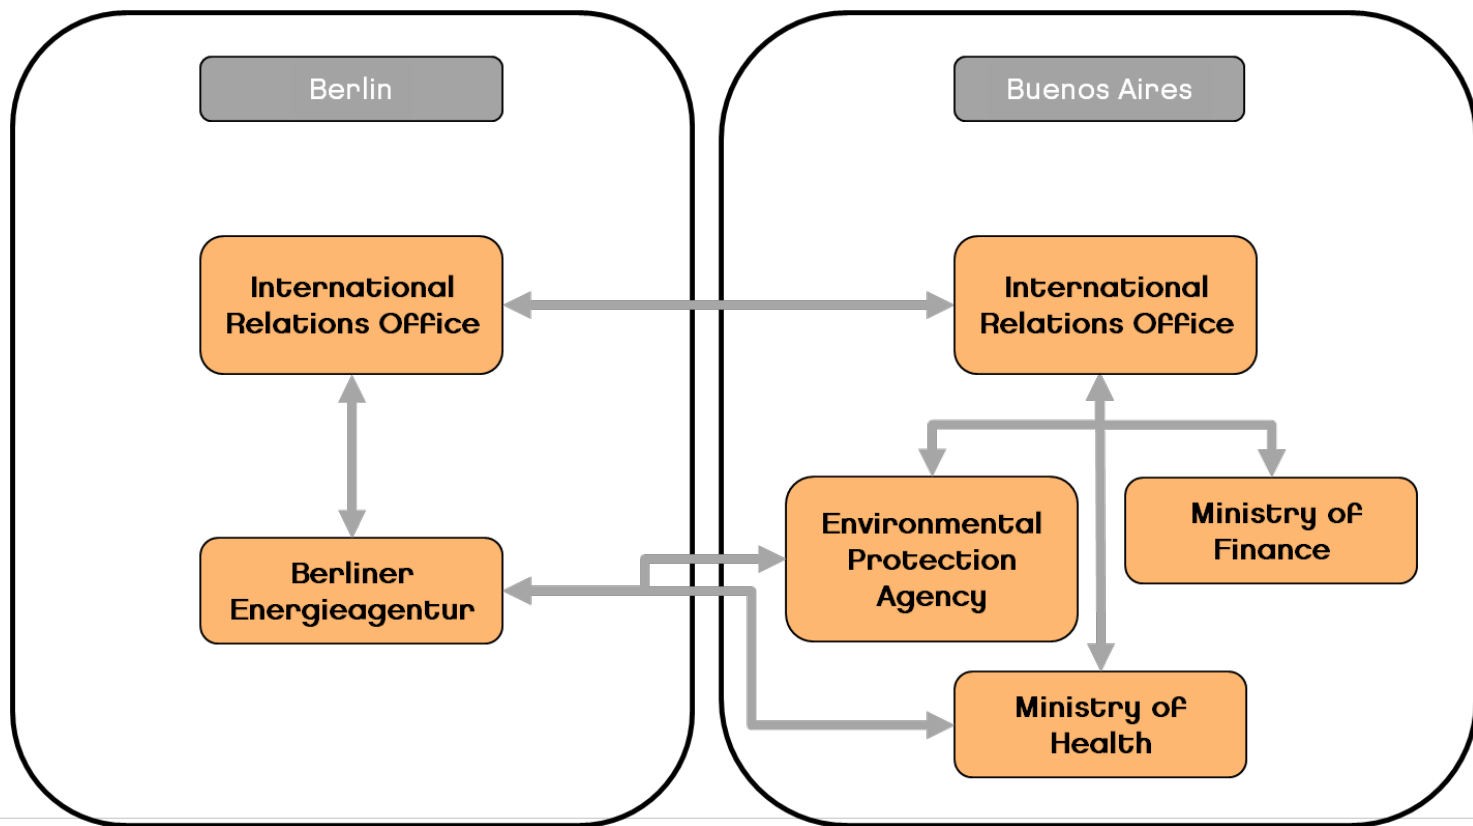 Berlin
Buenos Aires
International
Relations Office
International
Relations Office
Berliner
Energieagentur
Environmental
Protection
Agency
Ministry of
Finance
Ministry of
Health